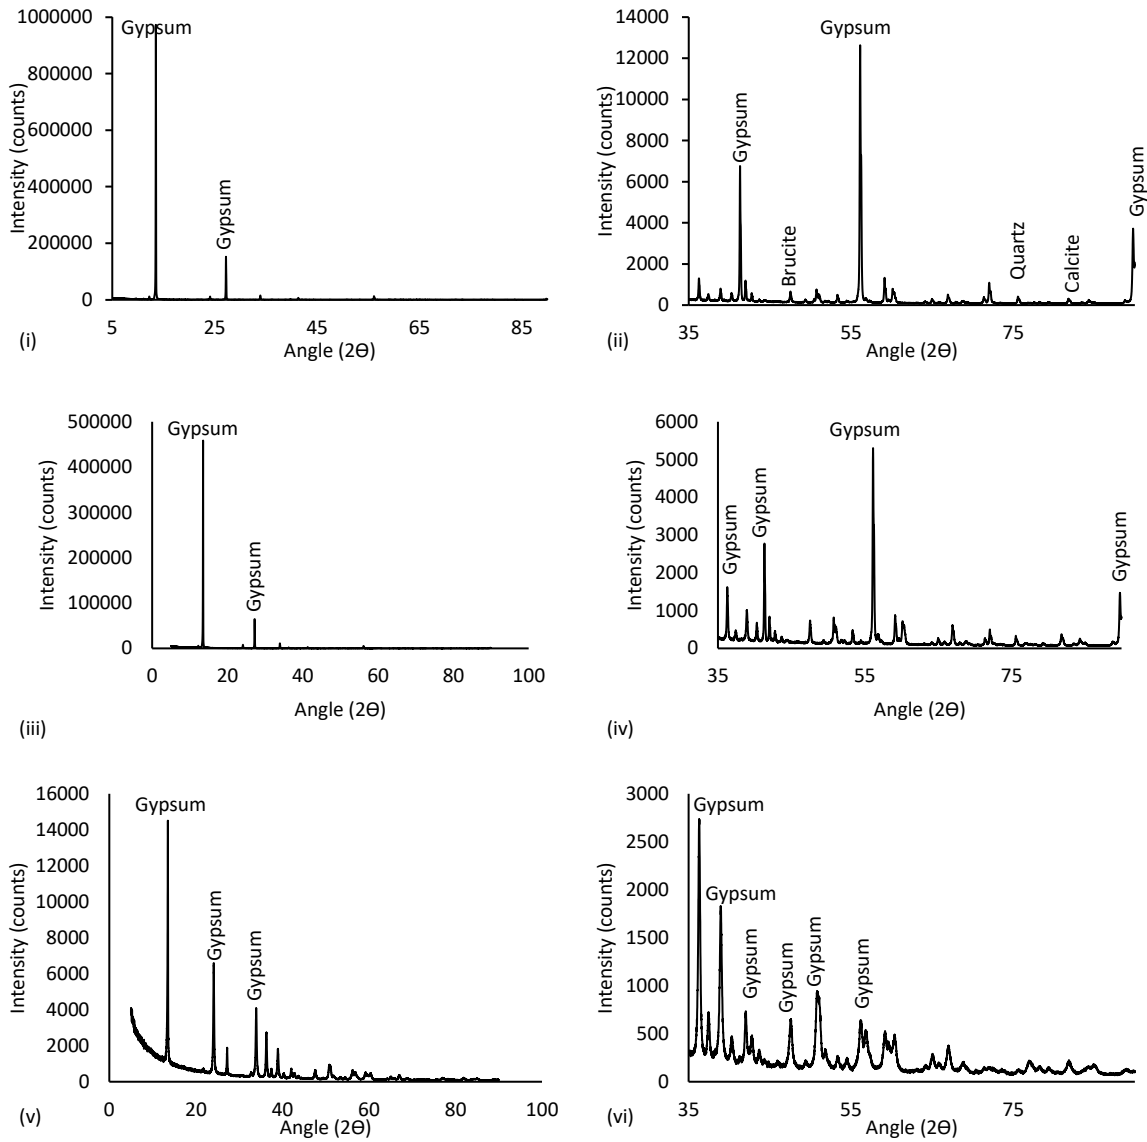 1000000
800000
600000
400000
200000
0
5
25
45
65
85
Intensity (counts)
Angle (2Ɵ)
Gypsum
Gypsum
(i)
14000
12000
10000
8000
6000
4000
2000
0
35
55
75
Intensity (counts)
Angle (2Ɵ)
Gypsum
Gypsum
Brucite
Quartz
Calcite
Gypsum
(ii)
500000
400000
300000
200000
100000
0
0
20
40
60
80
100
Intensity (counts)
Angle (2Ɵ)
Gypsum
Gypsum
(iii)
6000
5000
4000
3000
2000
1000
0
35
55
75
Intensity (counts)
Angle (2Ɵ)
Gypsum
Gypsum
Gypsum
Gypsum
(iv)
16000
14000
12000
10000
8000
6000
4000
2000
0
0
20
40
60
80
100
Intensity (counts)
Angle (2Ɵ)
Gypsum
Gypsum
Gypsum
(v)
3000
2500
2000
1500
1000
500
0
35
55
75
Intensity (counts)
Angle (2Ɵ)
Gypsum
Gypsum
Gypsum
Gypsum
Gypsum
Gypsum
(vi)